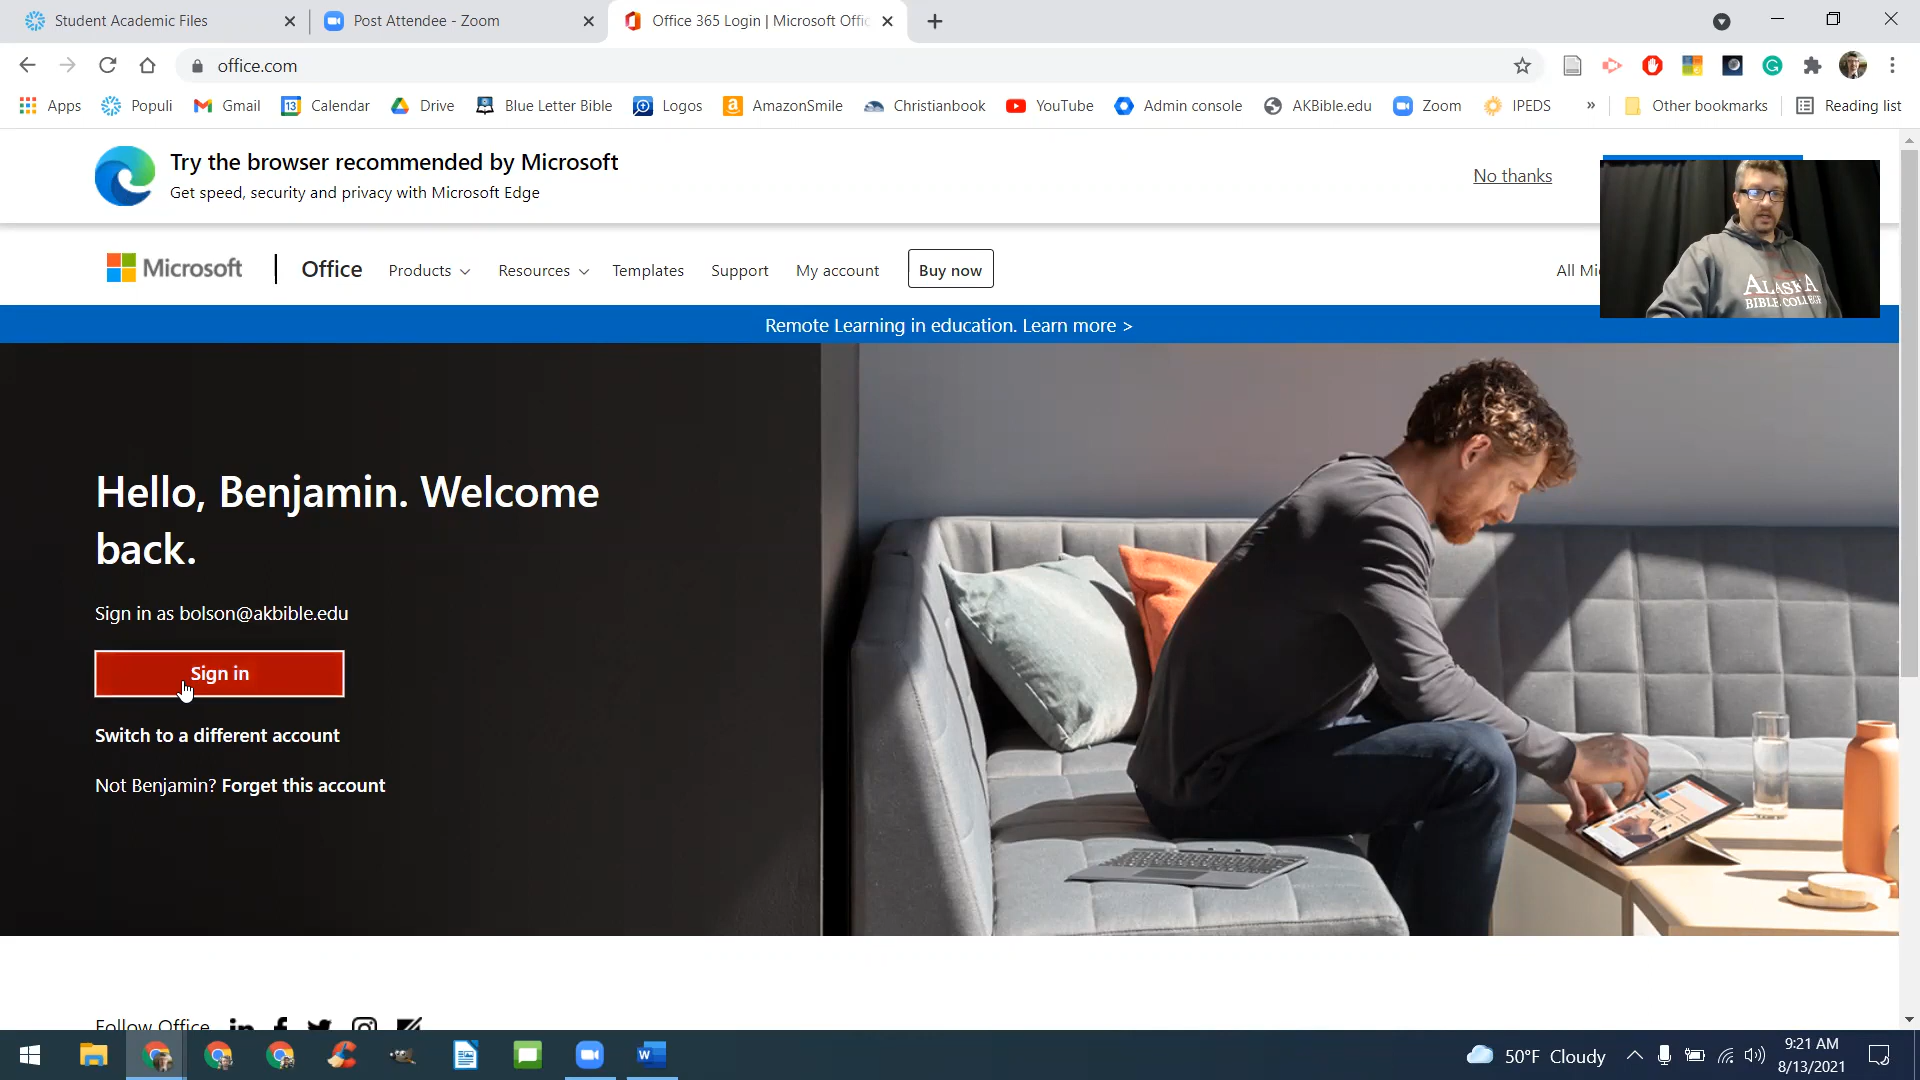 Student Academic Files
Post Attendee - Zoom
Office 365 Login | Microsoft Offic
office.com
Apps
Populi
Gmail
Calendar
Drive
Blue Letter Bible
Logos
AmazonSmile
Christianbook
YouTube
Admin console
AKBible.edu
Zoom
IPEDS
»
Other bookmarks
Reading list
Try the browser recommended by Microsoft
Get speed, security and privacy with Microsoft Edge
No thanks
Microsoft
Office
Products
Resources
Templates
Support
My account
Buy now
All Mi
ALASKA
BIBLE COLLEGE
Remote Learning in education. Learn more >
Hello, Benjamin. Welcome
back.
Sign in as bolson@akbible.edu
Sign in
Switch to a different account
Not Benjamin? Forget this account
Follow Office
50°F Cloudy
9:21 AM
8/13/2021